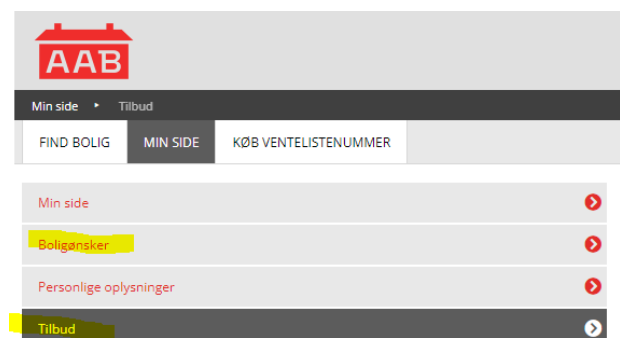 AAB
Min side ‣ Tilbud
FIND BOLIG MIN SIDE KØB VENTELISTENUMMER
Min side
Boligønsker
Personlige oplysninger
Tilbud